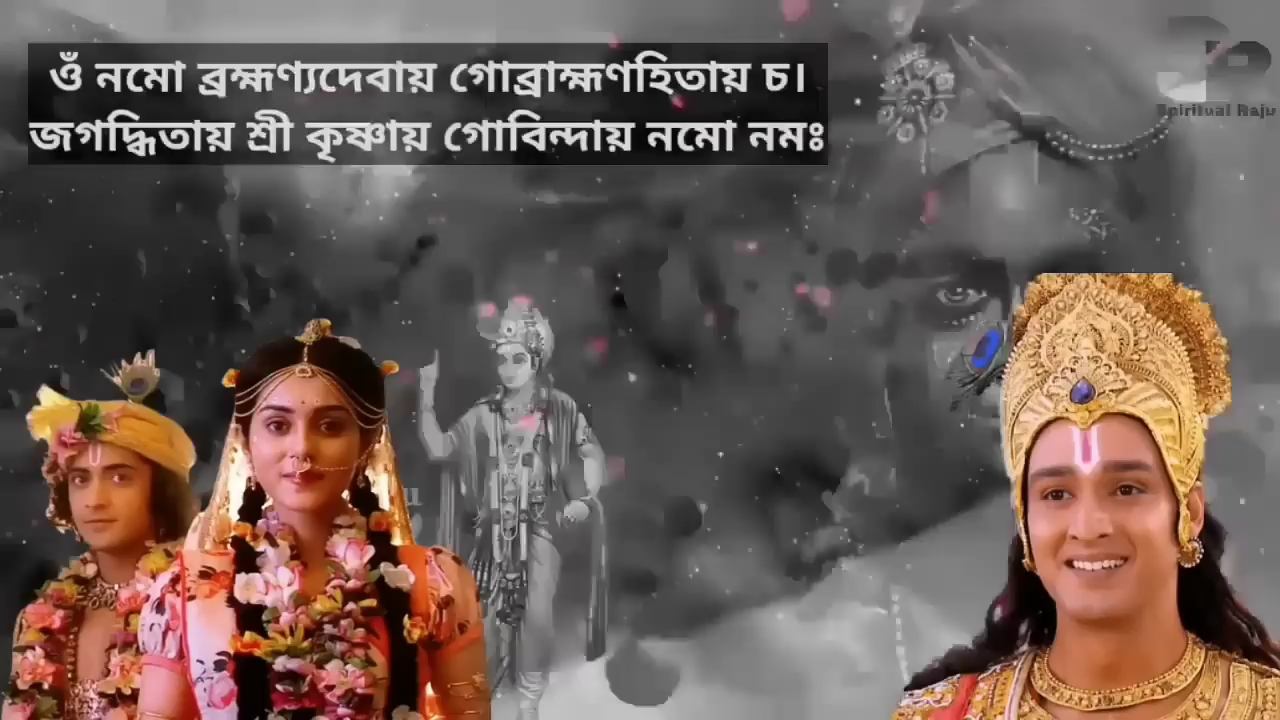 ওঁ নমো ব্রহ্মণ্যদেবায় গোব্রাহ্মণহিতায় চ।
জগদ্ধিতায় শ্রী কৃষ্ণায় গোবিন্দায় নমো নমঃ
Spiritual Raju